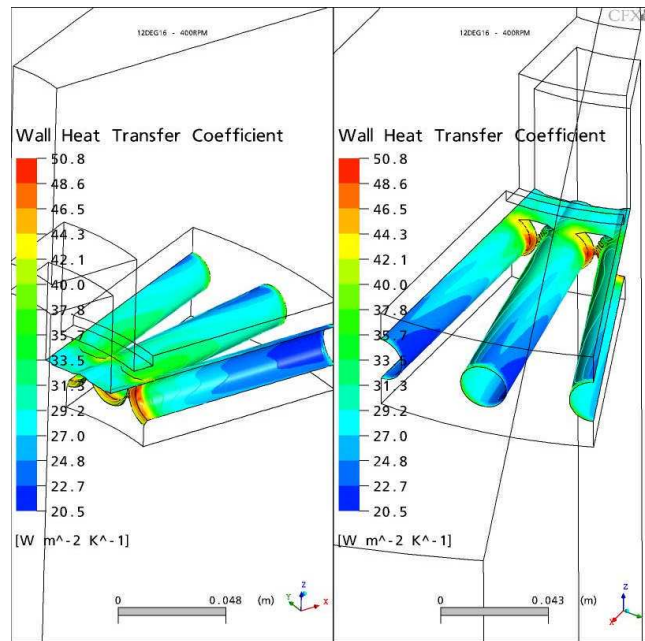 CFX
12DEG16 - 400RPM
12DEG16 - 400RPM
Wall Heat Transfer Coefficient
50.8
48.6
46.5
44.3
42.1
40.0
37.8
35.7
33.5
31.3
29.2
27.0
24.8
22.7
20.5
[W m^-2 K^-1]
0
0.048
(m)
Z
Y
X
Wall Heat Transfer Coefficient
50.8
48.6
46.5
44.3
42.1
40.0
37.8
35.7
33.5
31.3
29.2
27.0
24.8
22.7
20.5
[W m^-2 K^-1]
0
0.043
(m)
Z
X